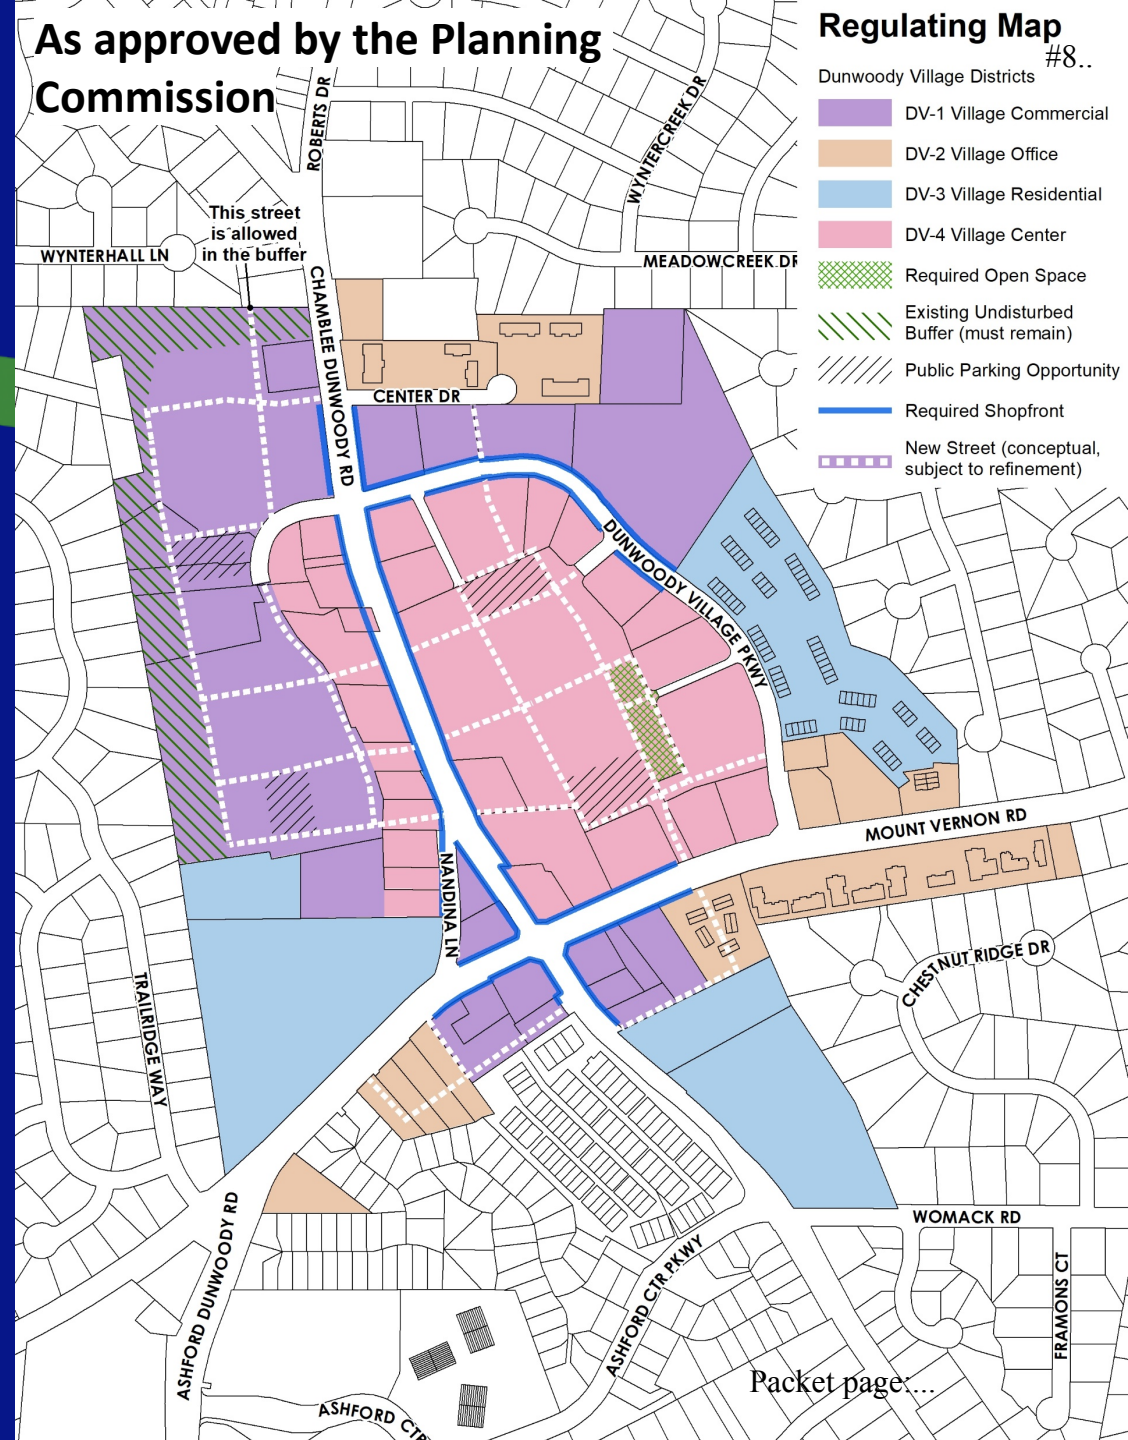 As approved by the Planning
Commission
Regulating Map
#8..
Dunwoody Village Districts
DV-1 Village Commercial
DV-2 Village Office
DV-3 Village Residential
DV-4 Village Center
Required Open Space
Existing Undisturbed
Buffer (must remain)
Public Parking Opportunity
Required Shopfront
New Street (conceptual,
subject to refinement)
ROBERTS DR
WYNTERCREEK DR
This street
is allowed
in the buffer
WYNTERHALL LN
MEADOWCREEK DR
CHAMBLEE DUNWOODY RD
CENTER DR
DUNWOODY VILLAGE PKWY
MOUNT VERNON RD
NANDINA LN
CHESTNUT RIDGE DR
TRAILRIDGE WAY
WOMACK RD
ASHFORD DUNWOODY RD
ASHFORD CTR PKWY
FRAMONS CT
Packet page:...
ASHFORD CTR